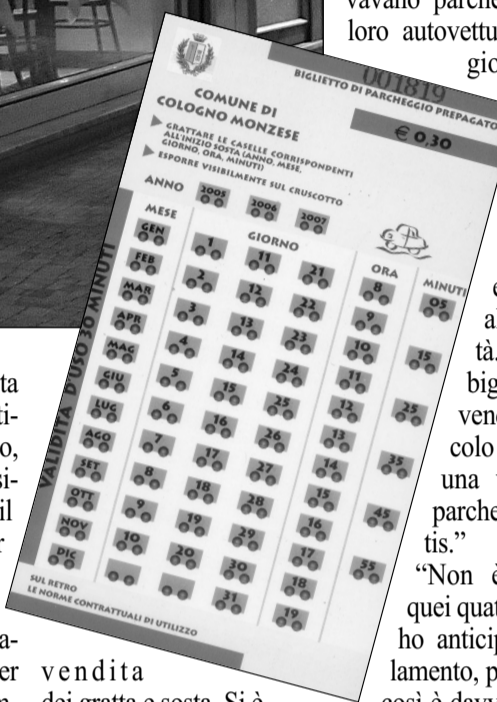 vavano parche
loro autovettu
gio
001819
BIGLIETTO DI PARCHEGGIO PREPAGATO
€ 0,30
COMUNE DI
COLOGNO MONZESE
GRATTARE LE CASELLE CORRISPONDENTI
ALL'INIZIO SOSTA (ANNO, MESE,
GIORNO, ORA, MINUTI)
ESPORRE VISIBILMENTE SUL CRUSCOTTO
ANNO 2005 2006 2007
MESE GIORNO ORA MINUTI
GEN 1 11 21 8 05
FEB 2 12 22 9
MAR 3 13 23 10 15
APR 4 14 24 11
MAG 5 15 25 12 25
GIU 6 16 26 13
LUG 7 17 27 14 35
AGO 8 18 28 15
SET 9 19 29 16 45
OTT 10 20 30 17
NOV 31 18 55
DIC 19
VALIDITÀ D'USO 30 MINUTI
SUL RETRO
LE NORME CONTRATTUALI DI UTILIZZO
ta
ti-
o,
si-
il
r
a-
er
vendita
dei gratta e sosta. Si è
e
al
tà.
big
ven
colo
una
parche
tis.”
“Non è
quei quat
ho anticip
lamento, p
così è davv